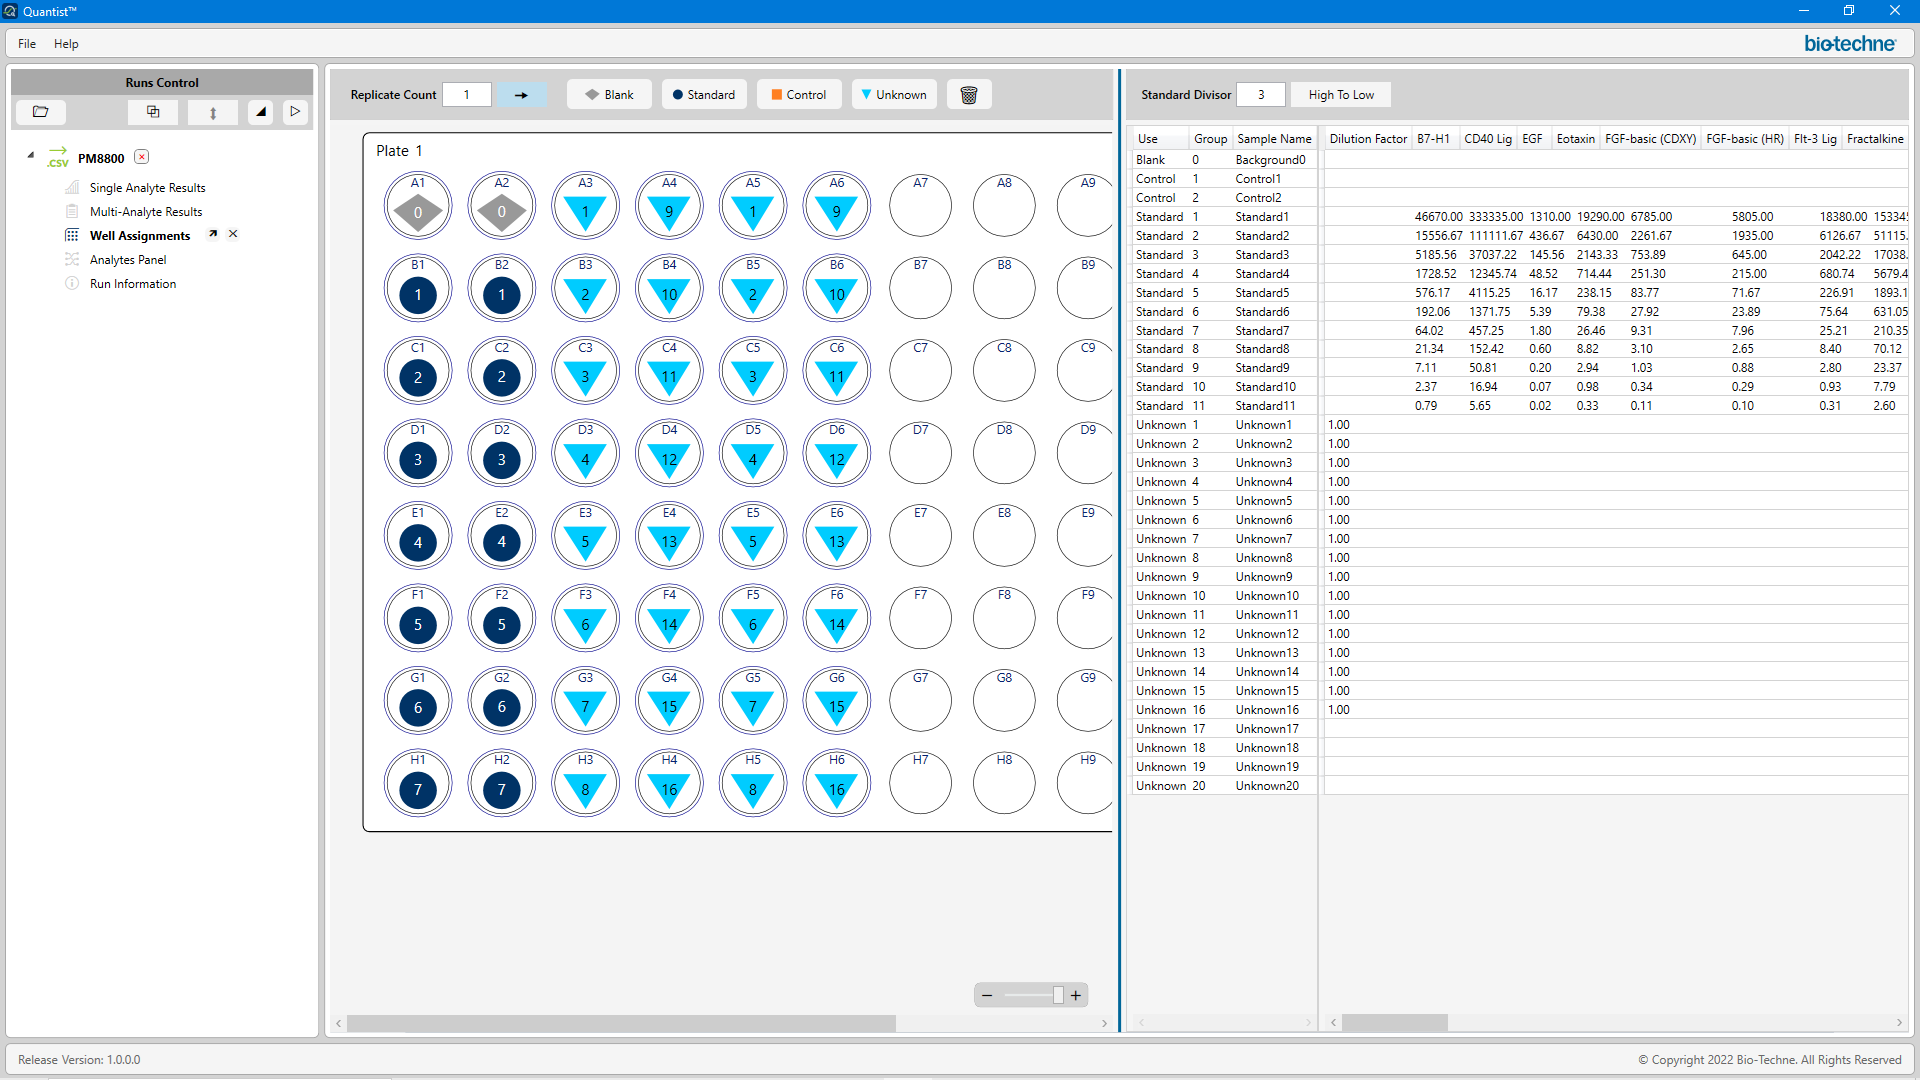 Quantist™
File Help
bio-techne
Runs Control
.CSV PM8800
Single Analyte Results
Multi-Analyte Results
Well Assignments
Analytes Panel
Run Information
Replicate Count 1 Blank Standard Control Unknown
Plate 1
A1 A2 A3 A4 A5 A6 A7 A8 A9
0 0 1 9 1 9
B1 B2 B3 B4 B5 B6 B7 B8 B9
1 1 2 10 2 10
C1 C2 C3 C4 C5 C6 C7 C8 C9
2 2 3 11 3 11
D1 D2 D3 D4 D5 D6 D7 D8 D9
3 3 4 12 4 12
E1 E2 E3 E4 E5 E6 E7 E8 E9
4 4 5 13 5 13
F1 F2 F3 F4 F5 F6 F7 F8 F9
5 5 6 14 6 14
G1 G2 G3 G4 G5 G6 G7 G8 G9
6 6 7 15 7 15
H1 H2 H3 H4 H5 H6 H7 H8 H9
7 7 8 16 8 16
Standard Divisor 3 High To Low
Use Group Sample Name Dilution Factor B7-H1 CD40 Lig EGF Eotaxin FGF-basic (CDXY) FGF-basic (HR) Flt-3 Lig Fractalkine
Blank 0 Background0
Control 1 Control1
Control 2 Control2
Standard 1 Standard1 46670.00 333335.00 1310.00 19290.00 6785.00 5805.00 18380.00 153345
Standard 2 Standard2 15556.67 111111.67 436.67 6430.00 2261.67 1935.00 6126.67 51115.
Standard 3 Standard3 5185.56 37037.22 145.56 2143.33 753.89 645.00 2042.22 17038.
Standard 4 Standard4 1728.52 12345.74 48.52 714.44 251.30 215.00 680.74 5679.4
Standard 5 Standard5 576.17 4115.25 16.17 238.15 83.77 71.67 226.91 1893.1
Standard 6 Standard6 192.06 1371.75 5.39 79.38 27.92 23.89 75.64 631.05
Standard 7 Standard7 64.02 457.25 1.80 26.46 9.31 7.96 25.21 210.35
Standard 8 Standard8 21.34 152.42 0.60 8.82 3.10 2.65 8.40 70.12
Standard 9 Standard9 7.11 50.81 0.20 2.94 1.03 0.88 2.80 23.37
Standard 10 Standard10 2.37 16.94 0.07 0.98 0.34 0.29 0.93 7.79
Standard 11 Standard11 0.79 5.65 0.02 0.33 0.11 0.10 0.31 2.60
Unknown 1 Unknown1 1.00
Unknown 2 Unknown2 1.00
Unknown 3 Unknown3 1.00
Unknown 4 Unknown4 1.00
Unknown 5 Unknown5 1.00
Unknown 6 Unknown6 1.00
Unknown 7 Unknown7 1.00
Unknown 8 Unknown8 1.00
Unknown 9 Unknown9 1.00
Unknown 10 Unknown10 1.00
Unknown 11 Unknown11 1.00
Unknown 12 Unknown12 1.00
Unknown 13 Unknown13 1.00
Unknown 14 Unknown14 1.00
Unknown 15 Unknown15 1.00
Unknown 16 Unknown16 1.00
Unknown 17 Unknown17
Unknown 18 Unknown18
Unknown 19 Unknown19
Unknown 20 Unknown20
Release Version: 1.0.0.0
© Copyright 2022 Bio-Techne. All Rights Reserved